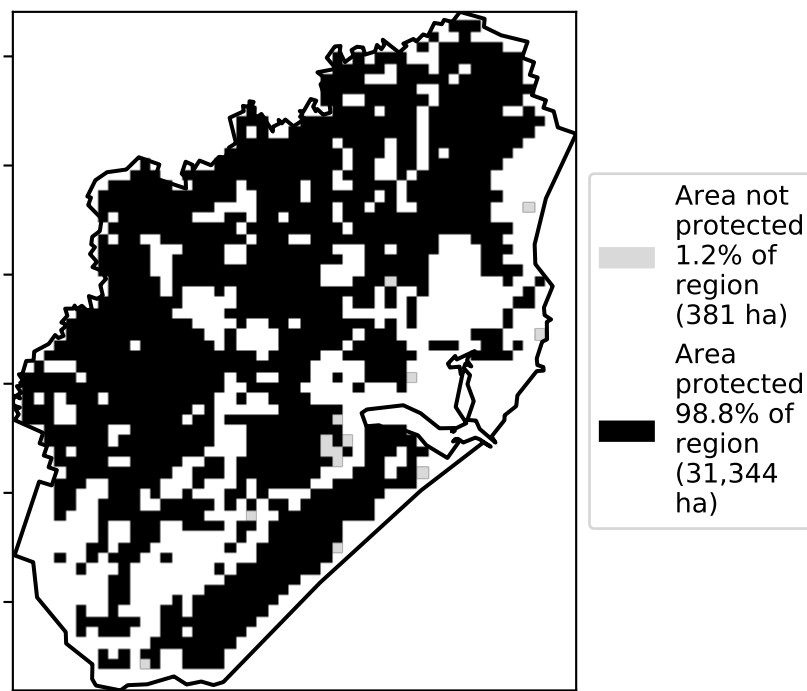 Area not
protected
1.2% of
region
(381 ha)
Area
protected
98.8% of
region
(31,344
ha)